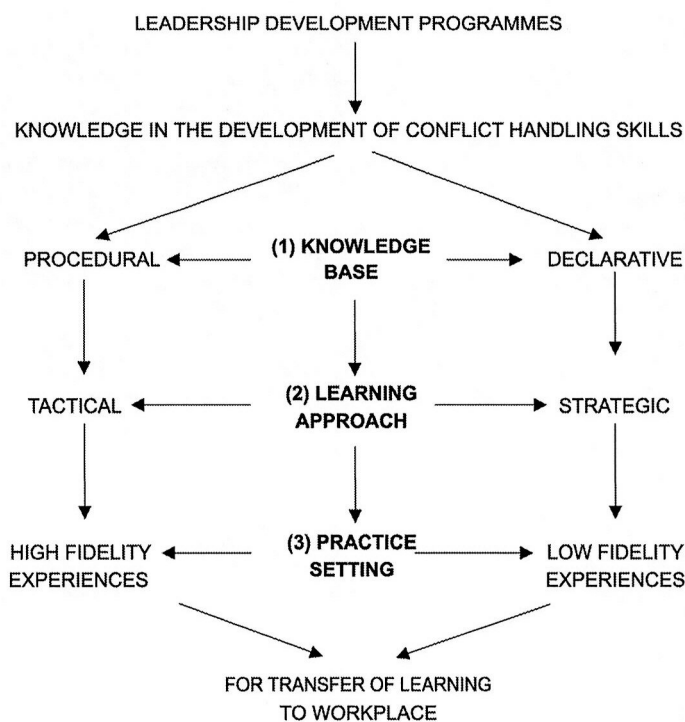 LEADERSHIP DEVELOPMENT PROGRAMMES
KNOWLEDGE IN THE DEVELOPMENT OF CONFLICT HANDLING SKILLS
PROCEDURAL
(1) KNOWLEDGE
BASE
DECLARATIVE
TACTICAL
(2) LEARNING
APPROACH
STRATEGIC
HIGH FIDELITY
EXPERIENCES
(3) PRACTICE
SETTING
LOW FIDELITY
EXPERIENCES
FOR TRANSFER OF LEARNING
TO WORKPLACE